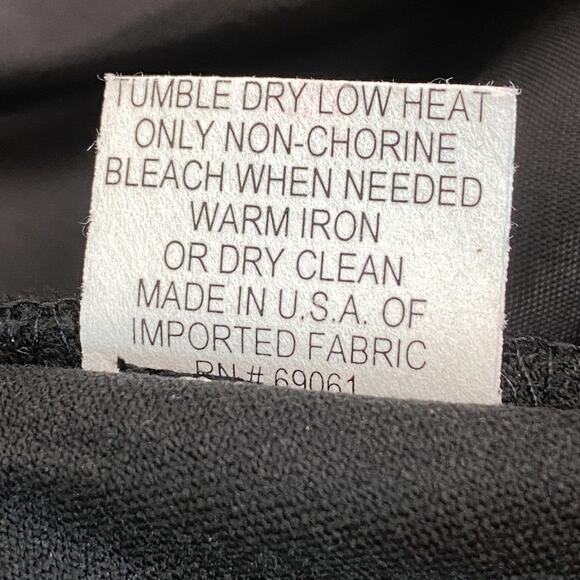 TUMBLE DRY LOW HEAT
ONLY NON-CHORINE
BLEACH WHEN NEEDED
WARM IRON
OR DRY CLEAN
MADE IN U.S.A. OF
IMPORTED FABRIC
RN# 69061